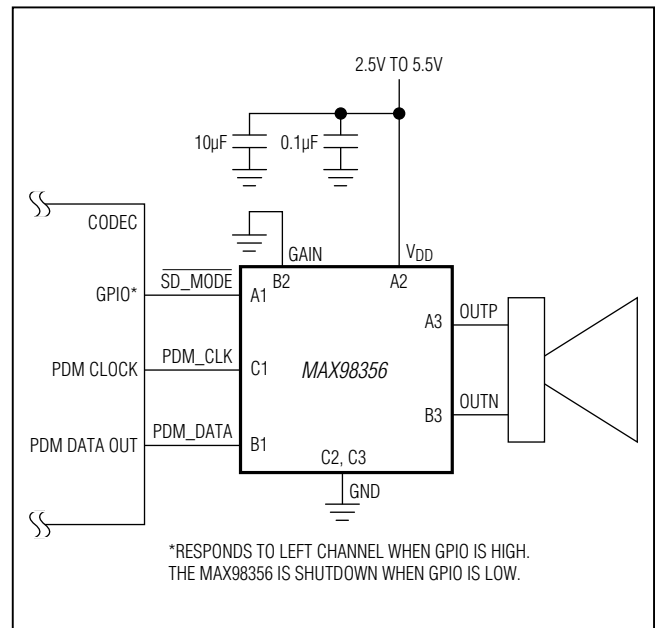 2.5V TO 5.5V
10µF
0.1µF
CODEC
GAIN
VDD
GPIO*
SD_MODE
A1
B2
A2
A3
OUTP
PDM CLOCK
PDM_CLK
C1
MAX98356
B3
OUTN
PDM DATA OUT
PDM_DATA
B1
C2, C3
GND
*RESPONDS TO LEFT CHANNEL WHEN GPIO IS HIGH.
THE MAX98356 IS SHUTDOWN WHEN GPIO IS LOW.